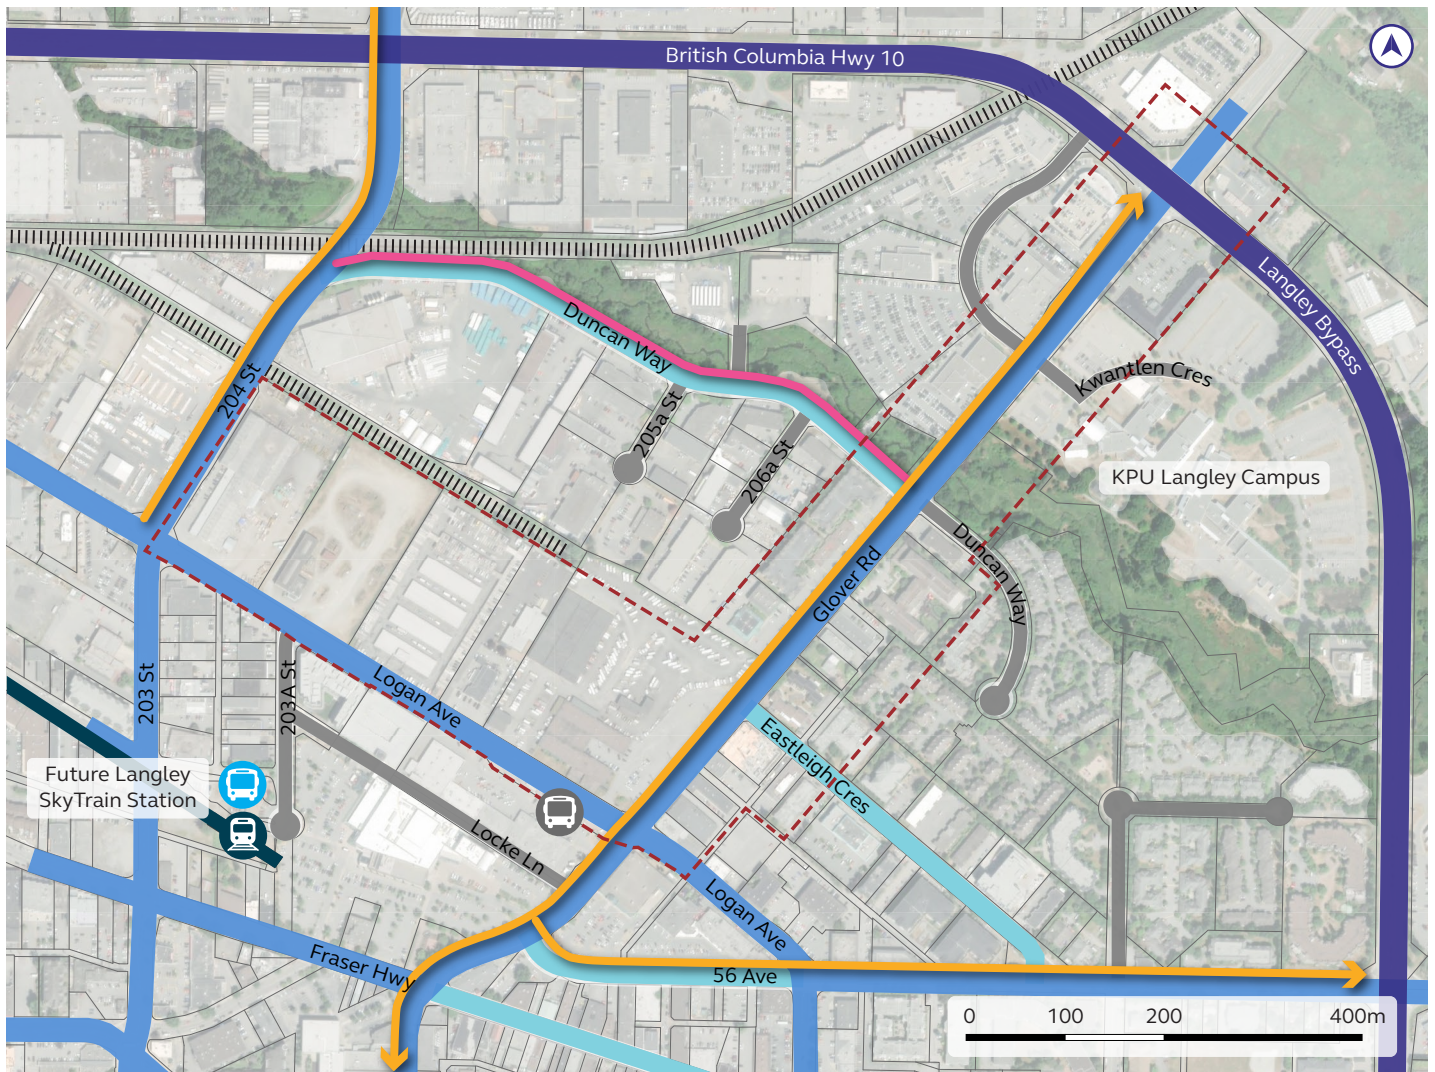 British Columbia Hwy 10
Langley Bypass
Duncan Way
204 St
205a St
206a St
Kwantlen Cres
KPU Langley Campus
Duncan Way
Glover Rd
203 St
203A St
Logan Ave
Eastleigh Cres
Future Langley
SkyTrain Station
Locke Ln
Logan Ave
Fraser Hwy
56 Ave
0 100 200 400m